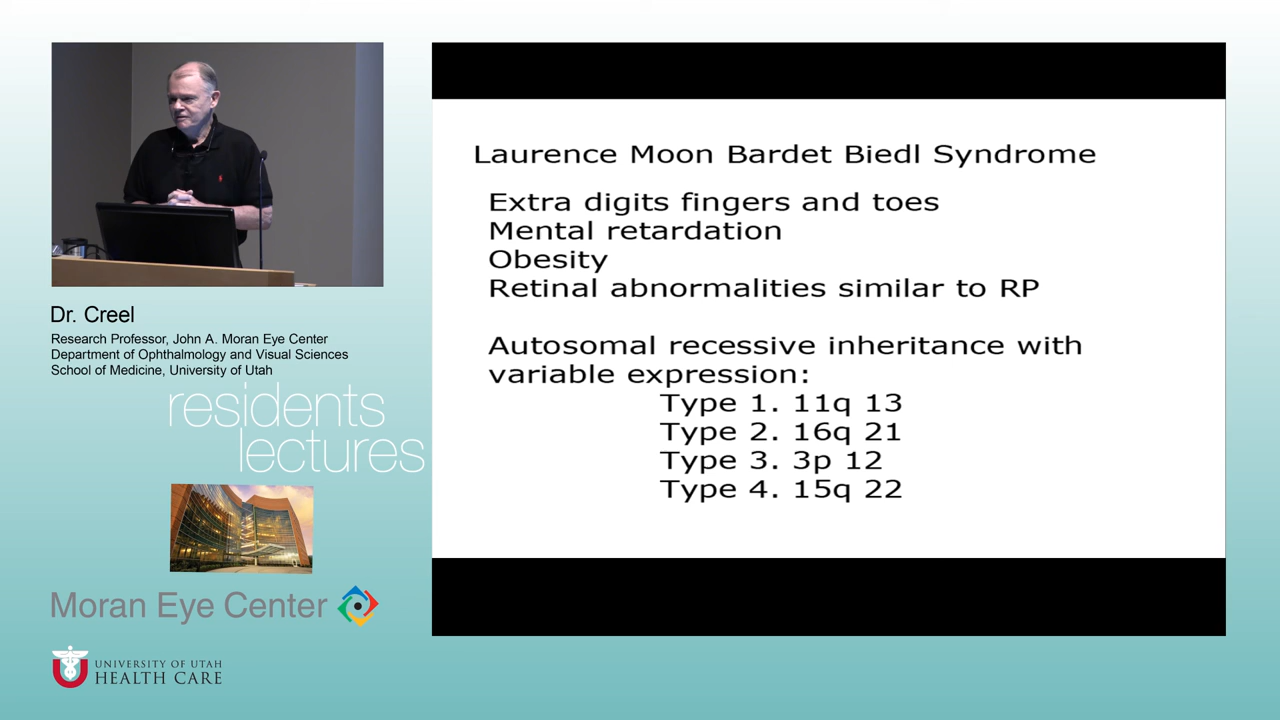 Laurence Moon Bardet Biedl Syndrome
Extra digits fingers and toes
Mental retardation
Obesity
Retinal abnormalities similar to RP
Autosomal recessive inheritance with
variable expression:
Type 1. 11q 13
Type 2. 16q 21
Type 3. 3p 12
Type 4. 15q 22
Dr. Creel
Research Professor, John A. Moran Eye Center
Department of Ophthalmology and Visual Sciences
School of Medicine, University of Utah
residents
lectures
Moran Eye Center
UNIVERSITY OF UTAH
HEALTH CARE